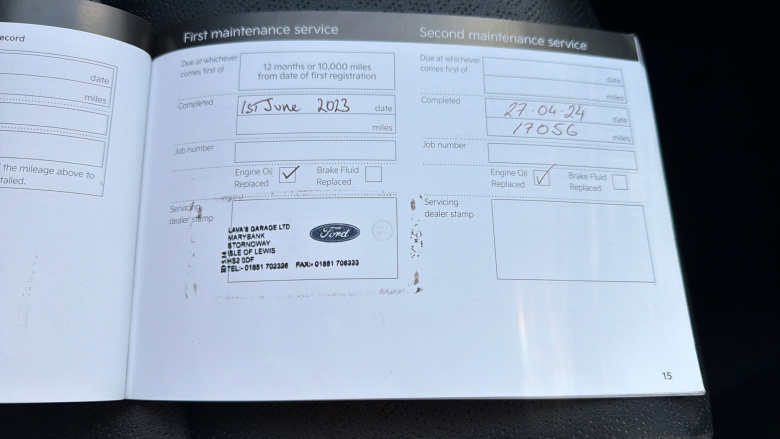 ecord
date
miles
the mileage above to
talled.
First maintenance service
Due at whichever
comes first of
12 months or 10,000 miles
from date of first registration
Completed
1ST June 2023 date
miles
Job number
Engine Oil
Replaced
Brake Fluid
Replaced
Servicing
dealer stamp
LAVA'S GARAGE LTD
MARYBANK
STORNOWAY
ISLE OF LEWIS
HS2 0DF
TEL:- 01851 702326 FAX:- 01851 706333
Ford
Second maintenance service
Due at whichever
comes first of
date
miles
Completed
27-04-24 date
17056 miles
Job number
Engine Oil
Replaced
Brake Fluid
Replaced
Servicing
dealer stamp
15